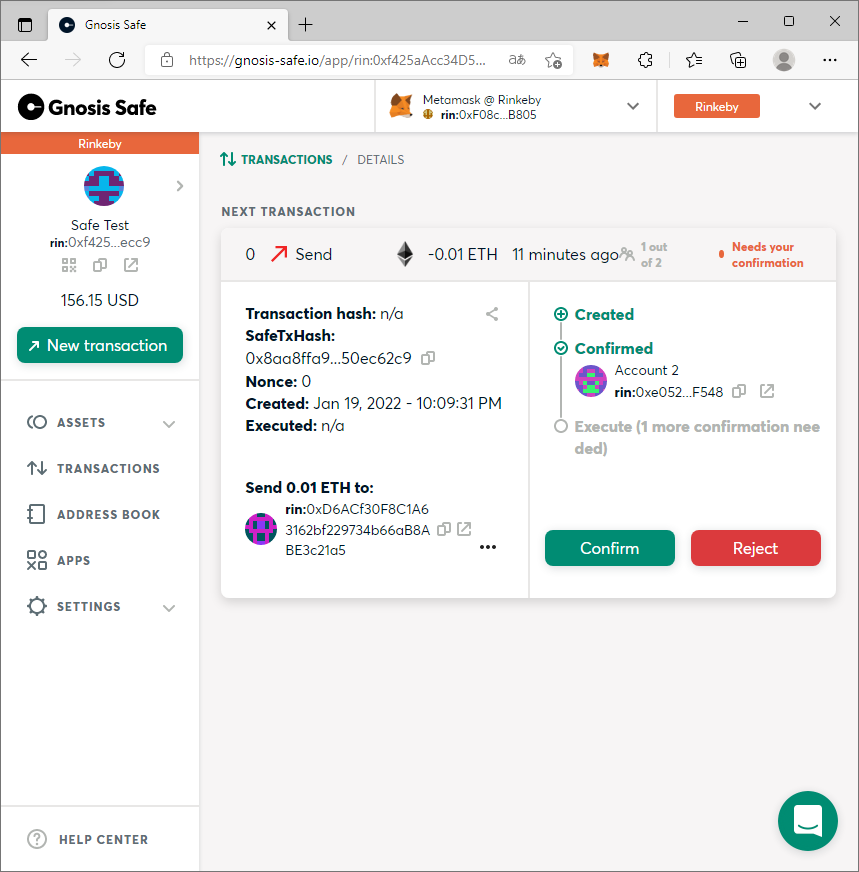 Gnosis Safe
https://gnosis-safe.io/app/rin:0xf425aAcc34D5...
aあ
Gnosis Safe
Metamask @ Rinkeby
rin:0xF08c...B805
Rinkeby
Rinkeby
Safe Test
rin:0xf425...ecc9
156.15 USD
New transaction
ASSETS
TRANSACTIONS
ADDRESS BOOK
APPS
SETTINGS
HELP CENTER
TRANSACTIONS / DETAILS
NEXT TRANSACTION
0 Send -0.01 ETH 11 minutes ago
1 out
of 2
Needs your
confirmation
Transaction hash: n/a
SafeTxHash:
0x8aa8ffa9...50ec62c9
Nonce: 0
Created: Jan 19, 2022 - 10:09:31 PM
Executed: n/a
Send 0.01 ETH to:
rin:0xD6ACf30F8C1A6
3162bf229734b66aB8A
BE3c21a5
Created
Confirmed
Account 2
rin:0xe052...F548
Execute (1 more confirmation nee
ded)
Confirm
Reject